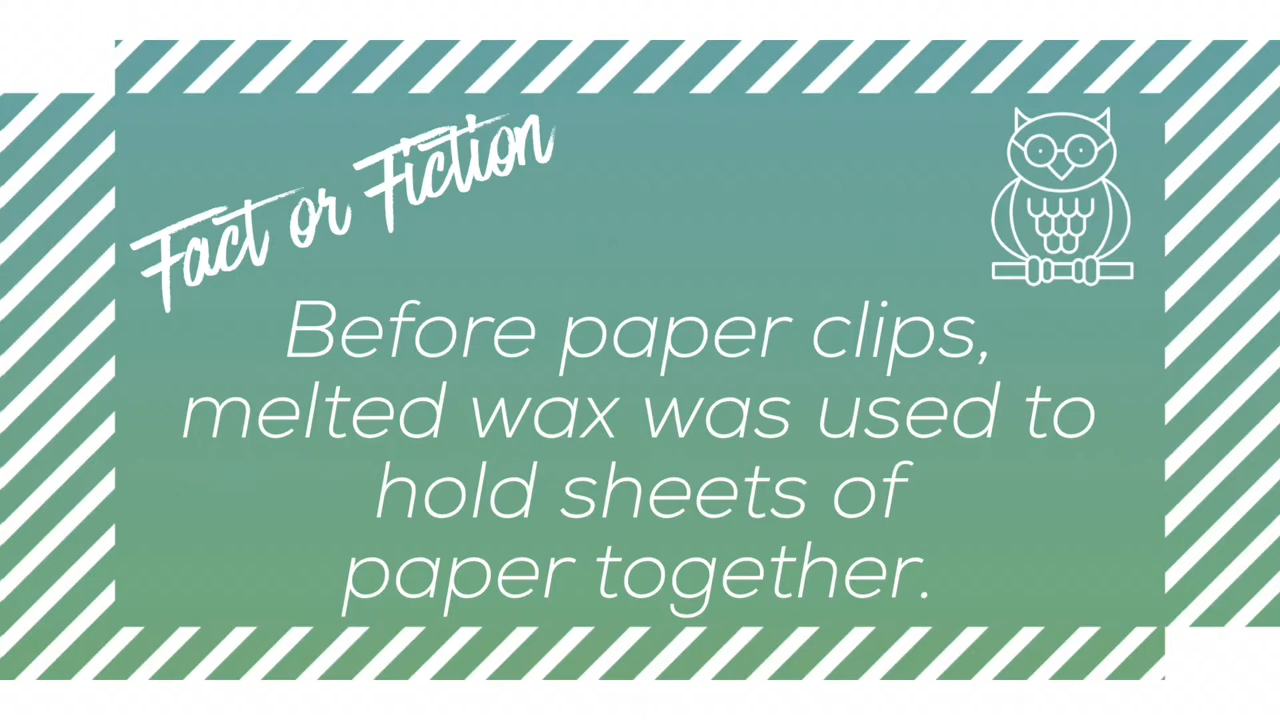 Fact or Fiction
Before paper clips,
melted wax was used to
hold sheets of
paper together.